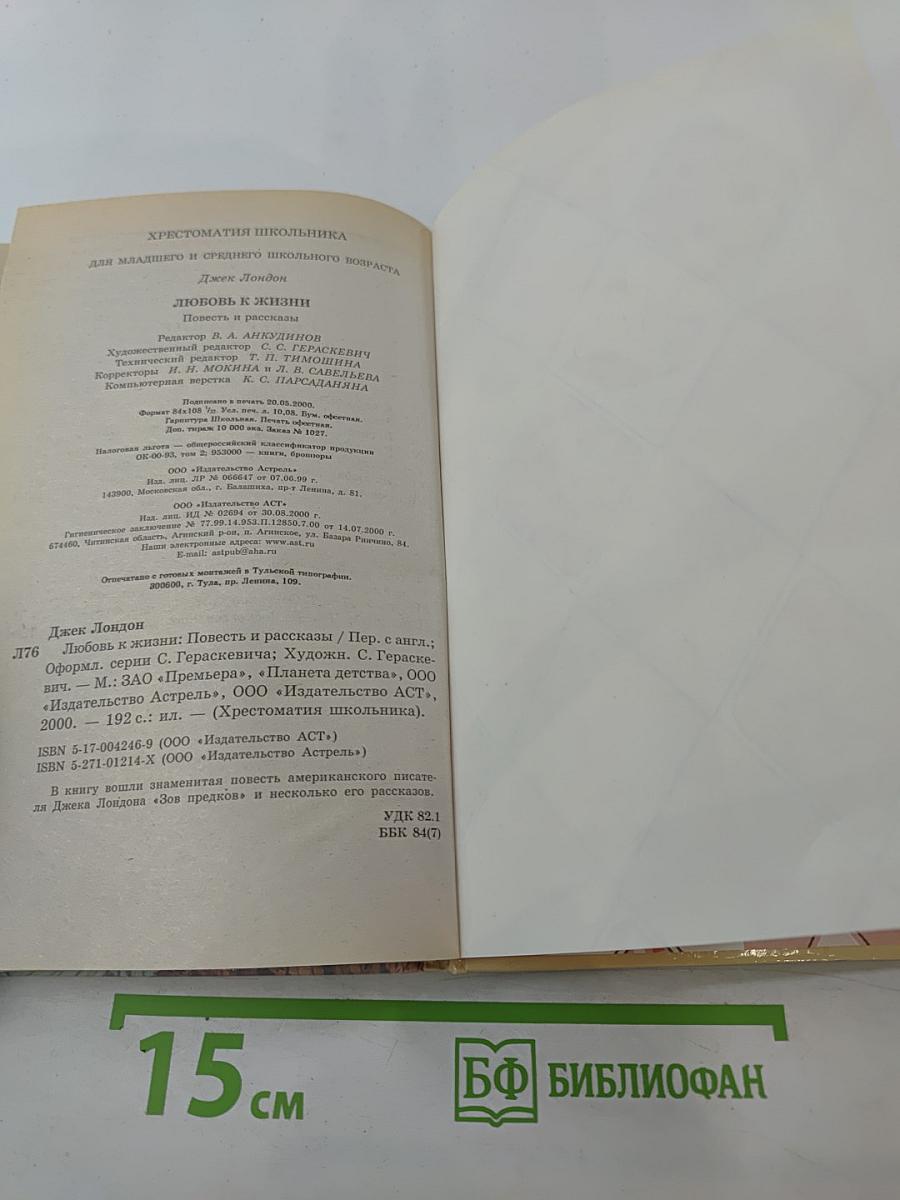 ХРЕСТОМАТИЯ ШКОЛЬНИКА
ДЛЯ МЛАДШЕГО И СРЕДНЕГО ШКОЛЬНОГО ВОЗРАСТА
Джек Лондон
ЛЮБОВЬ К ЖИЗНИ
Повесть и рассказы
Редактор В. А. АНКУДИНОВ
Художественный редактор С. С. ГЕРАСКЕВИЧ
Технический редактор Т. П. ТИМОШИНА
Корректоры И. Н. МОКИНА и Л. В. САВЕЛЬЕВА
Компьютерная верстка К. С. ПАРСАДАНЯНА
Подписано в печать 20.05.2000.
Формат 84х108 1/32. Усл. печ. л. 10,08. Бум. офсетная.
Гарнитура Школьная. Печать офсетная.
Доп. тираж 10 000 экз. Заказ № 1027.
Налоговая льгота — общероссийский классификатор продукции
ОК-00-93, том 2; 953000 — книги, брошюры
ООО «Издательство Астрель»
Изд. лиц. ЛР № 066647 от 07.06.99 г.
143900, Московская обл., г. Балашиха, пр-т Ленина, д. 81.
ООО «Издательство АСТ»
Изд. лиц. ИД № 02694 от 30.08.2000 г.
Гигиеническое заключение № 77.99.14.953.П.12850.7.00 от 14.07.2000 г.
674460, Читинская область, Агинский р-он, п. Агинское, ул. Базара Ринчино, 84.
Наши электронные адреса: www.ast.ru
E-mail: astpub@aha.ru
Отпечатано с готовых монтажей в Тульской типографии.
300600, г. Тула, пр. Ленина, 109.
Джек Лондон
Л76 Любовь к жизни: Повесть и рассказы / Пер. с англ.;
Оформл. серии С. Гераскевича; Художн. С. Гераске-
вич. — М.: ЗАО «Премьера», «Планета детства», ООО
«Издательство Астрель», ООО «Издательство АСТ»,
2000. — 192 с.: ил. — (Хрестоматия школьника).
ISBN 5-17-004246-9 (ООО «Издательство АСТ»)
ISBN 5-271-01214-X (ООО «Издательство Астрель»)
В книгу вошли знаменитая повесть американского писате-
ля Джека Лондона «Зов предков» и несколько его рассказов.
УДК 82.1
ББК 84(7)
15 см
БФ БИБЛИОФАН